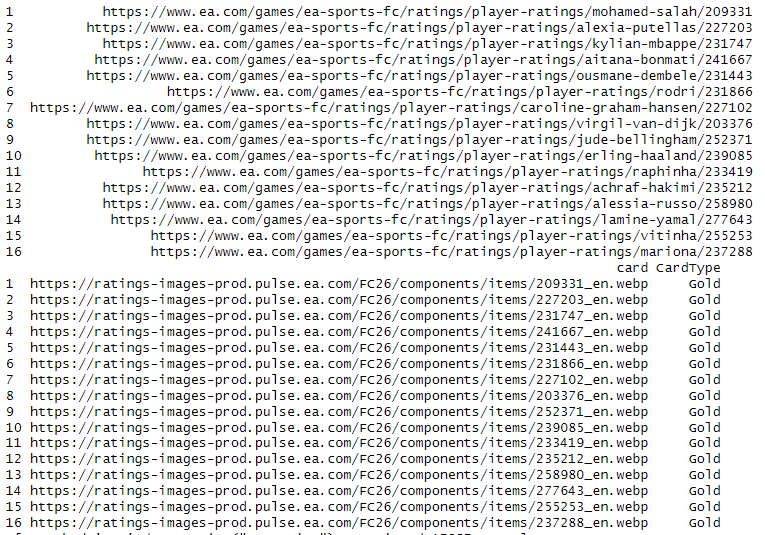 1 https://www.ea.com/games/ea-sports-fc/ratings/player-ratings/mohamed-salah/209331
2 https://www.ea.com/games/ea-sports-fc/ratings/player-ratings/alexia-putellas/227203
3 https://www.ea.com/games/ea-sports-fc/ratings/player-ratings/kylian-mbappe/231747
4 https://www.ea.com/games/ea-sports-fc/ratings/player-ratings/aitana-bonmati/241667
5 https://www.ea.com/games/ea-sports-fc/ratings/player-ratings/ousmane-dembele/231443
6 https://www.ea.com/games/ea-sports-fc/ratings/player-ratings/rodri/231866
7 https://www.ea.com/games/ea-sports-fc/ratings/player-ratings/caroline-graham-hansen/227102
8 https://www.ea.com/games/ea-sports-fc/ratings/player-ratings/virgil-van-dijk/203376
9 https://www.ea.com/games/ea-sports-fc/ratings/player-ratings/jude-bellingham/252371
10 https://www.ea.com/games/ea-sports-fc/ratings/player-ratings/erling-haaland/239085
11 https://www.ea.com/games/ea-sports-fc/ratings/player-ratings/raphinha/233419
12 https://www.ea.com/games/ea-sports-fc/ratings/player-ratings/achraf-hakimi/235212
13 https://www.ea.com/games/ea-sports-fc/ratings/player-ratings/alessia-russo/258980
14 https://www.ea.com/games/ea-sports-fc/ratings/player-ratings/lamine-yamal/277643
15 https://www.ea.com/games/ea-sports-fc/ratings/player-ratings/vitinha/255253
16 https://www.ea.com/games/ea-sports-fc/ratings/player-ratings/mariona/237288
card CardType
1 https://ratings-images-prod.pulse.ea.com/FC26/components/items/209331_en.webp Gold
2 https://ratings-images-prod.pulse.ea.com/FC26/components/items/227203_en.webp Gold
3 https://ratings-images-prod.pulse.ea.com/FC26/components/items/231747_en.webp Gold
4 https://ratings-images-prod.pulse.ea.com/FC26/components/items/241667_en.webp Gold
5 https://ratings-images-prod.pulse.ea.com/FC26/components/items/231443_en.webp Gold
6 https://ratings-images-prod.pulse.ea.com/FC26/components/items/231866_en.webp Gold
7 https://ratings-images-prod.pulse.ea.com/FC26/components/items/227102_en.webp Gold
8 https://ratings-images-prod.pulse.ea.com/FC26/components/items/203376_en.webp Gold
9 https://ratings-images-prod.pulse.ea.com/FC26/components/items/252371_en.webp Gold
10 https://ratings-images-prod.pulse.ea.com/FC26/components/items/239085_en.webp Gold
11 https://ratings-images-prod.pulse.ea.com/FC26/components/items/233419_en.webp Gold
12 https://ratings-images-prod.pulse.ea.com/FC26/components/items/235212_en.webp Gold
13 https://ratings-images-prod.pulse.ea.com/FC26/components/items/258980_en.webp Gold
14 https://ratings-images-prod.pulse.ea.com/FC26/components/items/277643_en.webp Gold
15 https://ratings-images-prod.pulse.ea.com/FC26/components/items/255253_en.webp Gold
16 https://ratings-images-prod.pulse.ea.com/FC26/components/items/237288_en.webp Gold